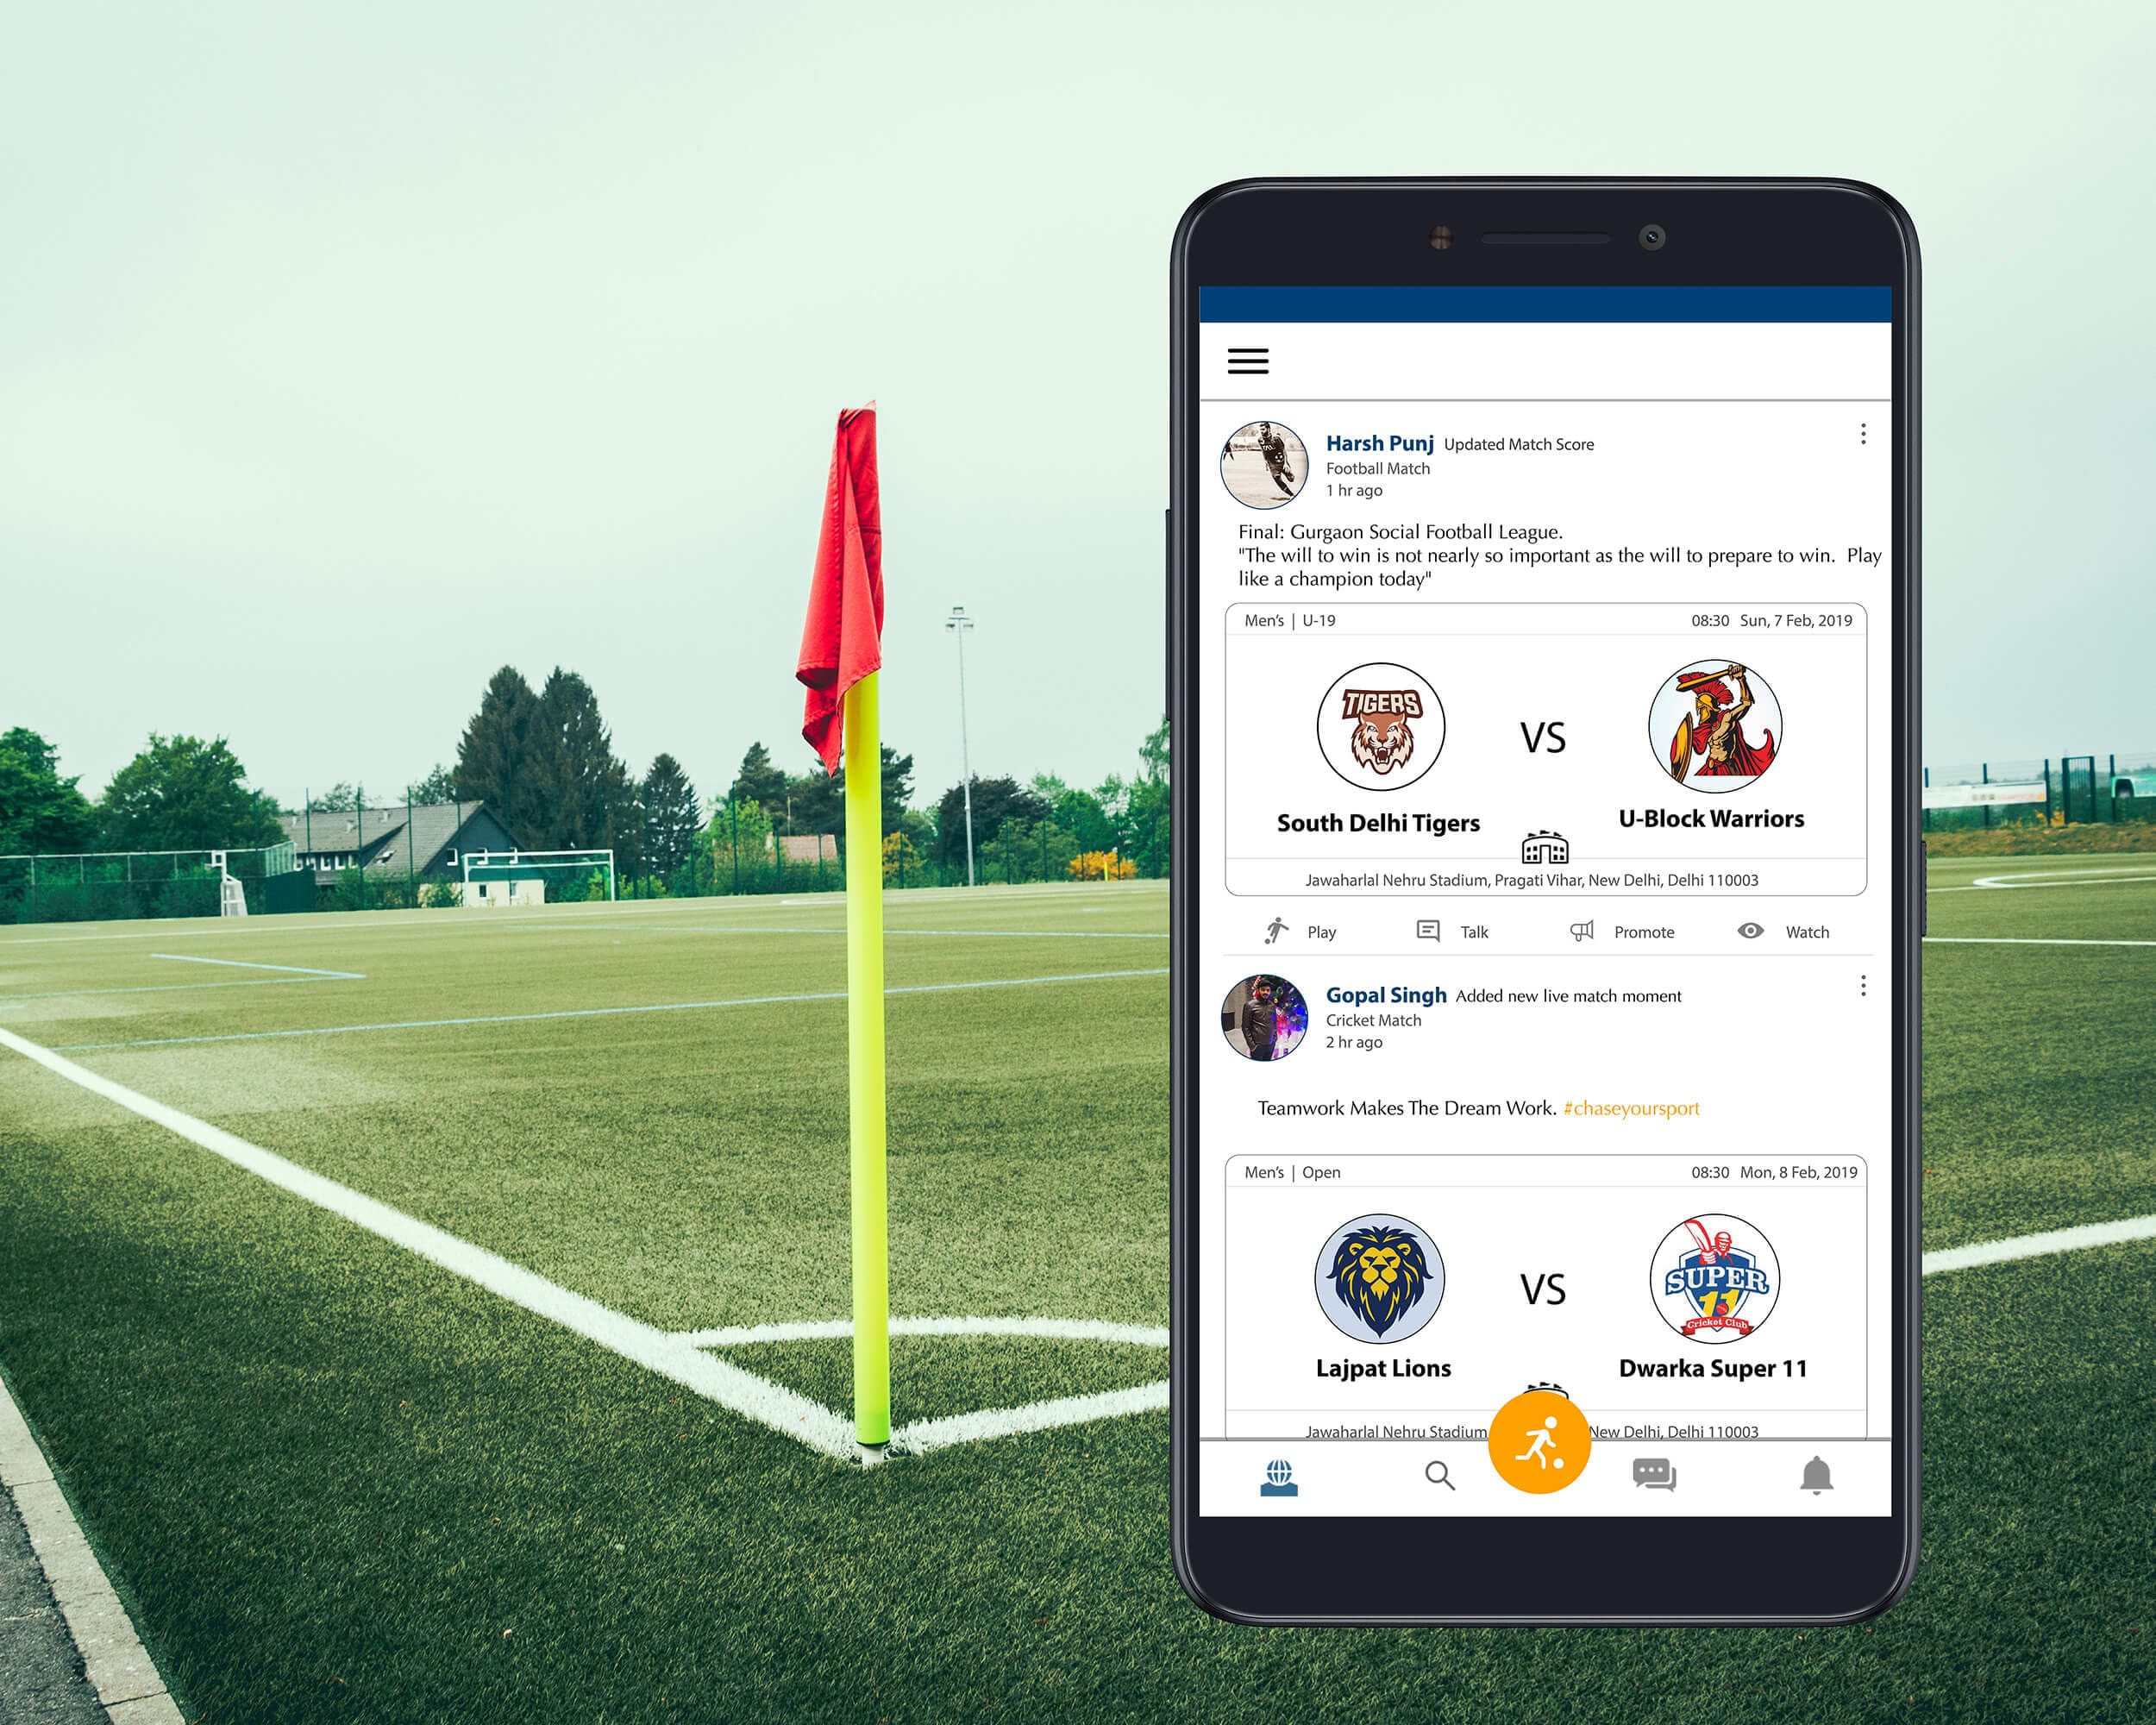 Harsh Punj Updated Match Score
Football Match
1 hr ago
Final: Gurgaon Social Football League.
"The will to win is not nearly so important as the will to prepare to win. Play
like a champion today"
Men's | U-19 08:30 Sun, 7 Feb, 2019
TIGERS
VS
South Delhi Tigers U-Block Warriors
Jawaharlal Nehru Stadium, Pragati Vihar, New Delhi, Delhi 110003
Play Talk Promote Watch
Gopal Singh Added new live match moment
Cricket Match
2 hr ago
Teamwork Makes The Dream Work. #chaseyoursport
Men's | Open 08:30 Mon, 8 Feb, 2019
VS
SUPER
11
Cricket Club
Lajpat Lions Dwarka Super 11
Jawaharlal Nehru Stadium New Delhi, Delhi 110003